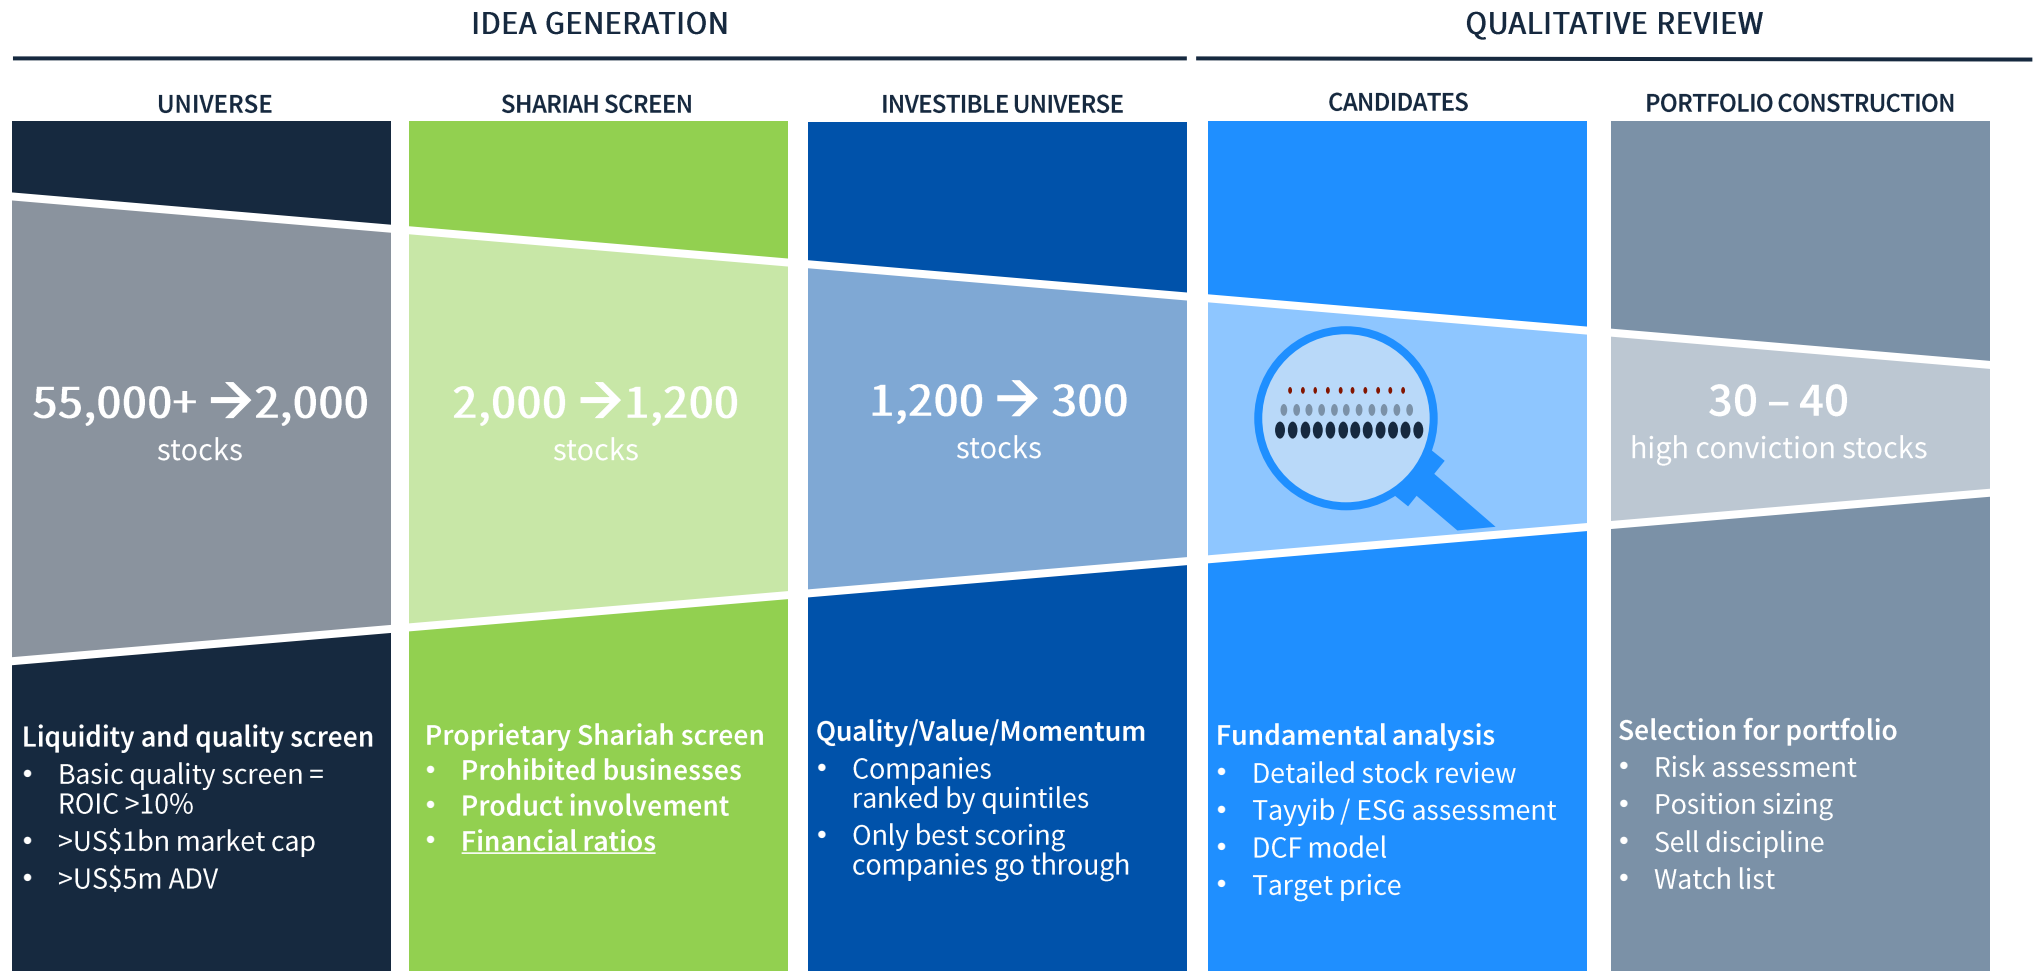 IDEA GENERATION
QUALITATIVE REVIEW
UNIVERSE
55,000+ →2,000
stocks
Liquidity and quality screen
• Basic quality screen =
ROIC >10%
• >US$1bn market cap
• >US$5m ADV
SHARIAH SCREEN
2,000 →1,200
stocks
Proprietary Shariah screen
• Prohibited businesses
• Product involvement
• Financial ratios
INVESTIBLE UNIVERSE
1,200 → 300
stocks
Quality/Value/Momentum
• Companies
ranked by quintiles
• Only best scoring
companies go through
CANDIDATES
Fundamental analysis
• Detailed stock review
• Tayyib / ESG assessment
• DCF model
• Target price
PORTFOLIO CONSTRUCTION
30 – 40
high conviction stocks
Selection for portfolio
• Risk assessment
• Position sizing
• Sell discipline
• Watch list